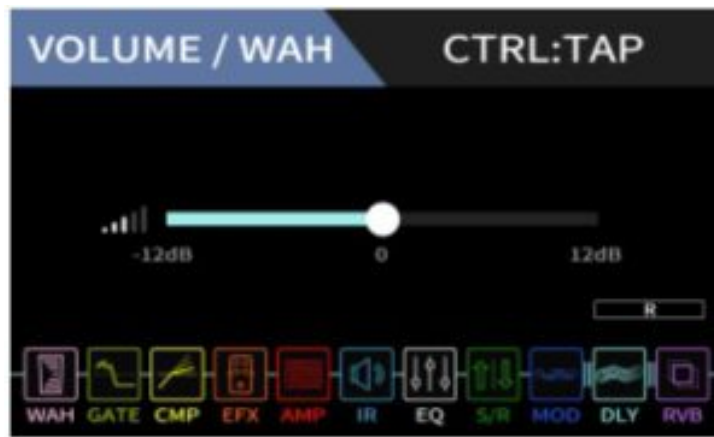 VOLUME / WAH CTRL:TAP
-12dB 0 12dB
R
WAH GATE CMP EFX AMP IR EQ S/R MOD DLY RVB